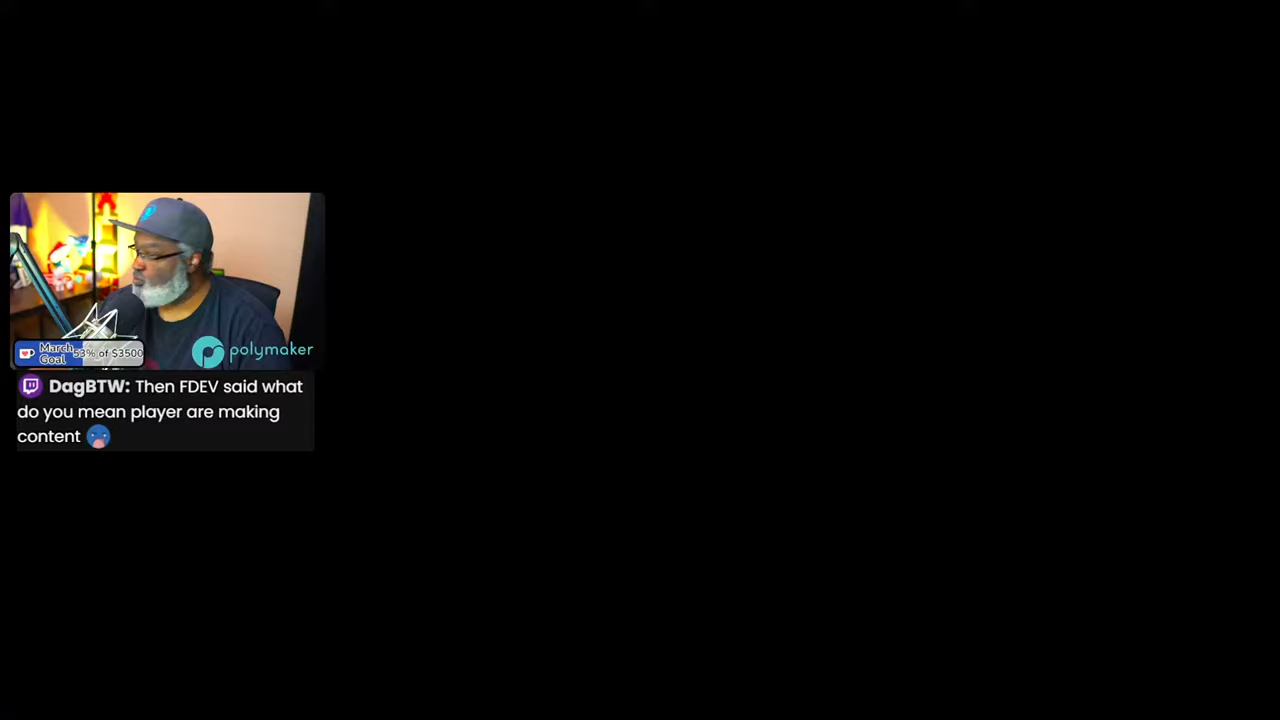 March
Goal
53% of $3500
polymaker
DagBTW: Then FDEV said what
do you mean player are making
content